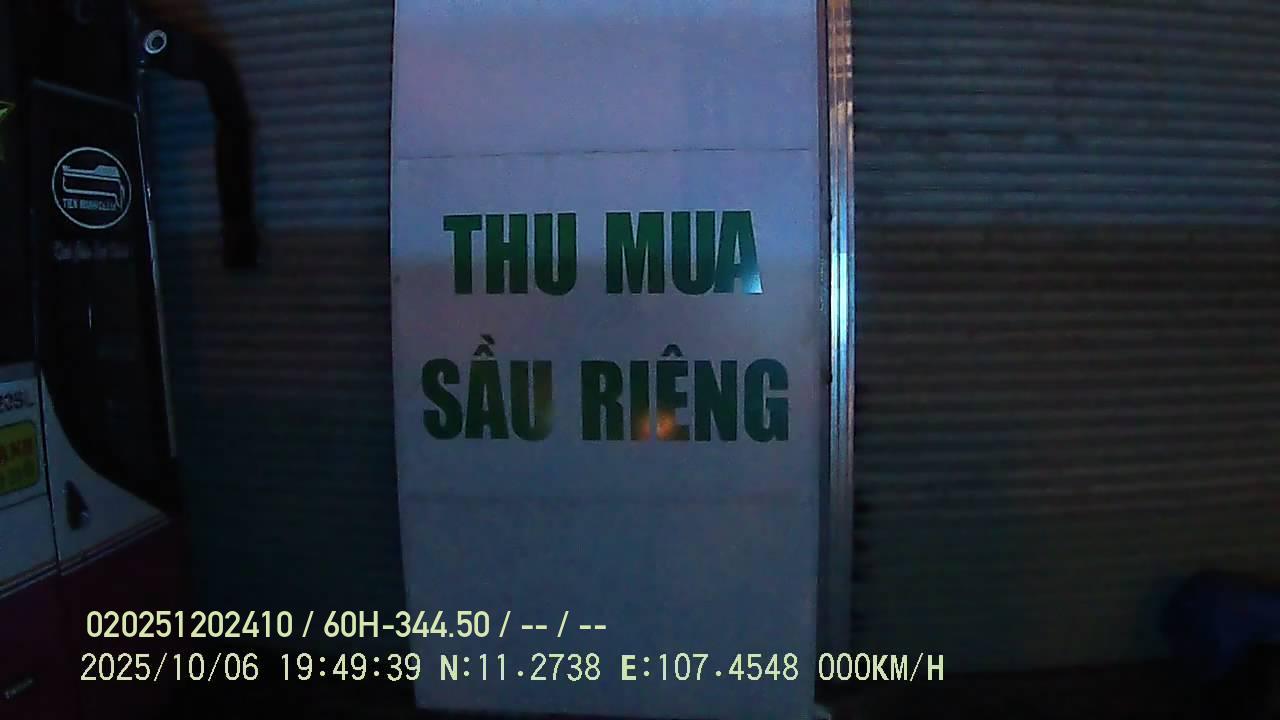 THU MUA
SẦU RIÊNG
020251202410 / 60H-344.50 / -- / --
2025/10/06 19:49:39 N:11.2738 E:107.4548 000KM/H